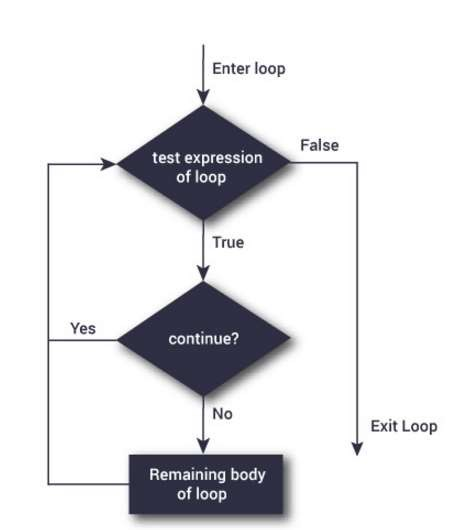 Enter loop
test expression
of loop
False
True
continue?
Yes
No
Remaining body
of loop
Exit Loop